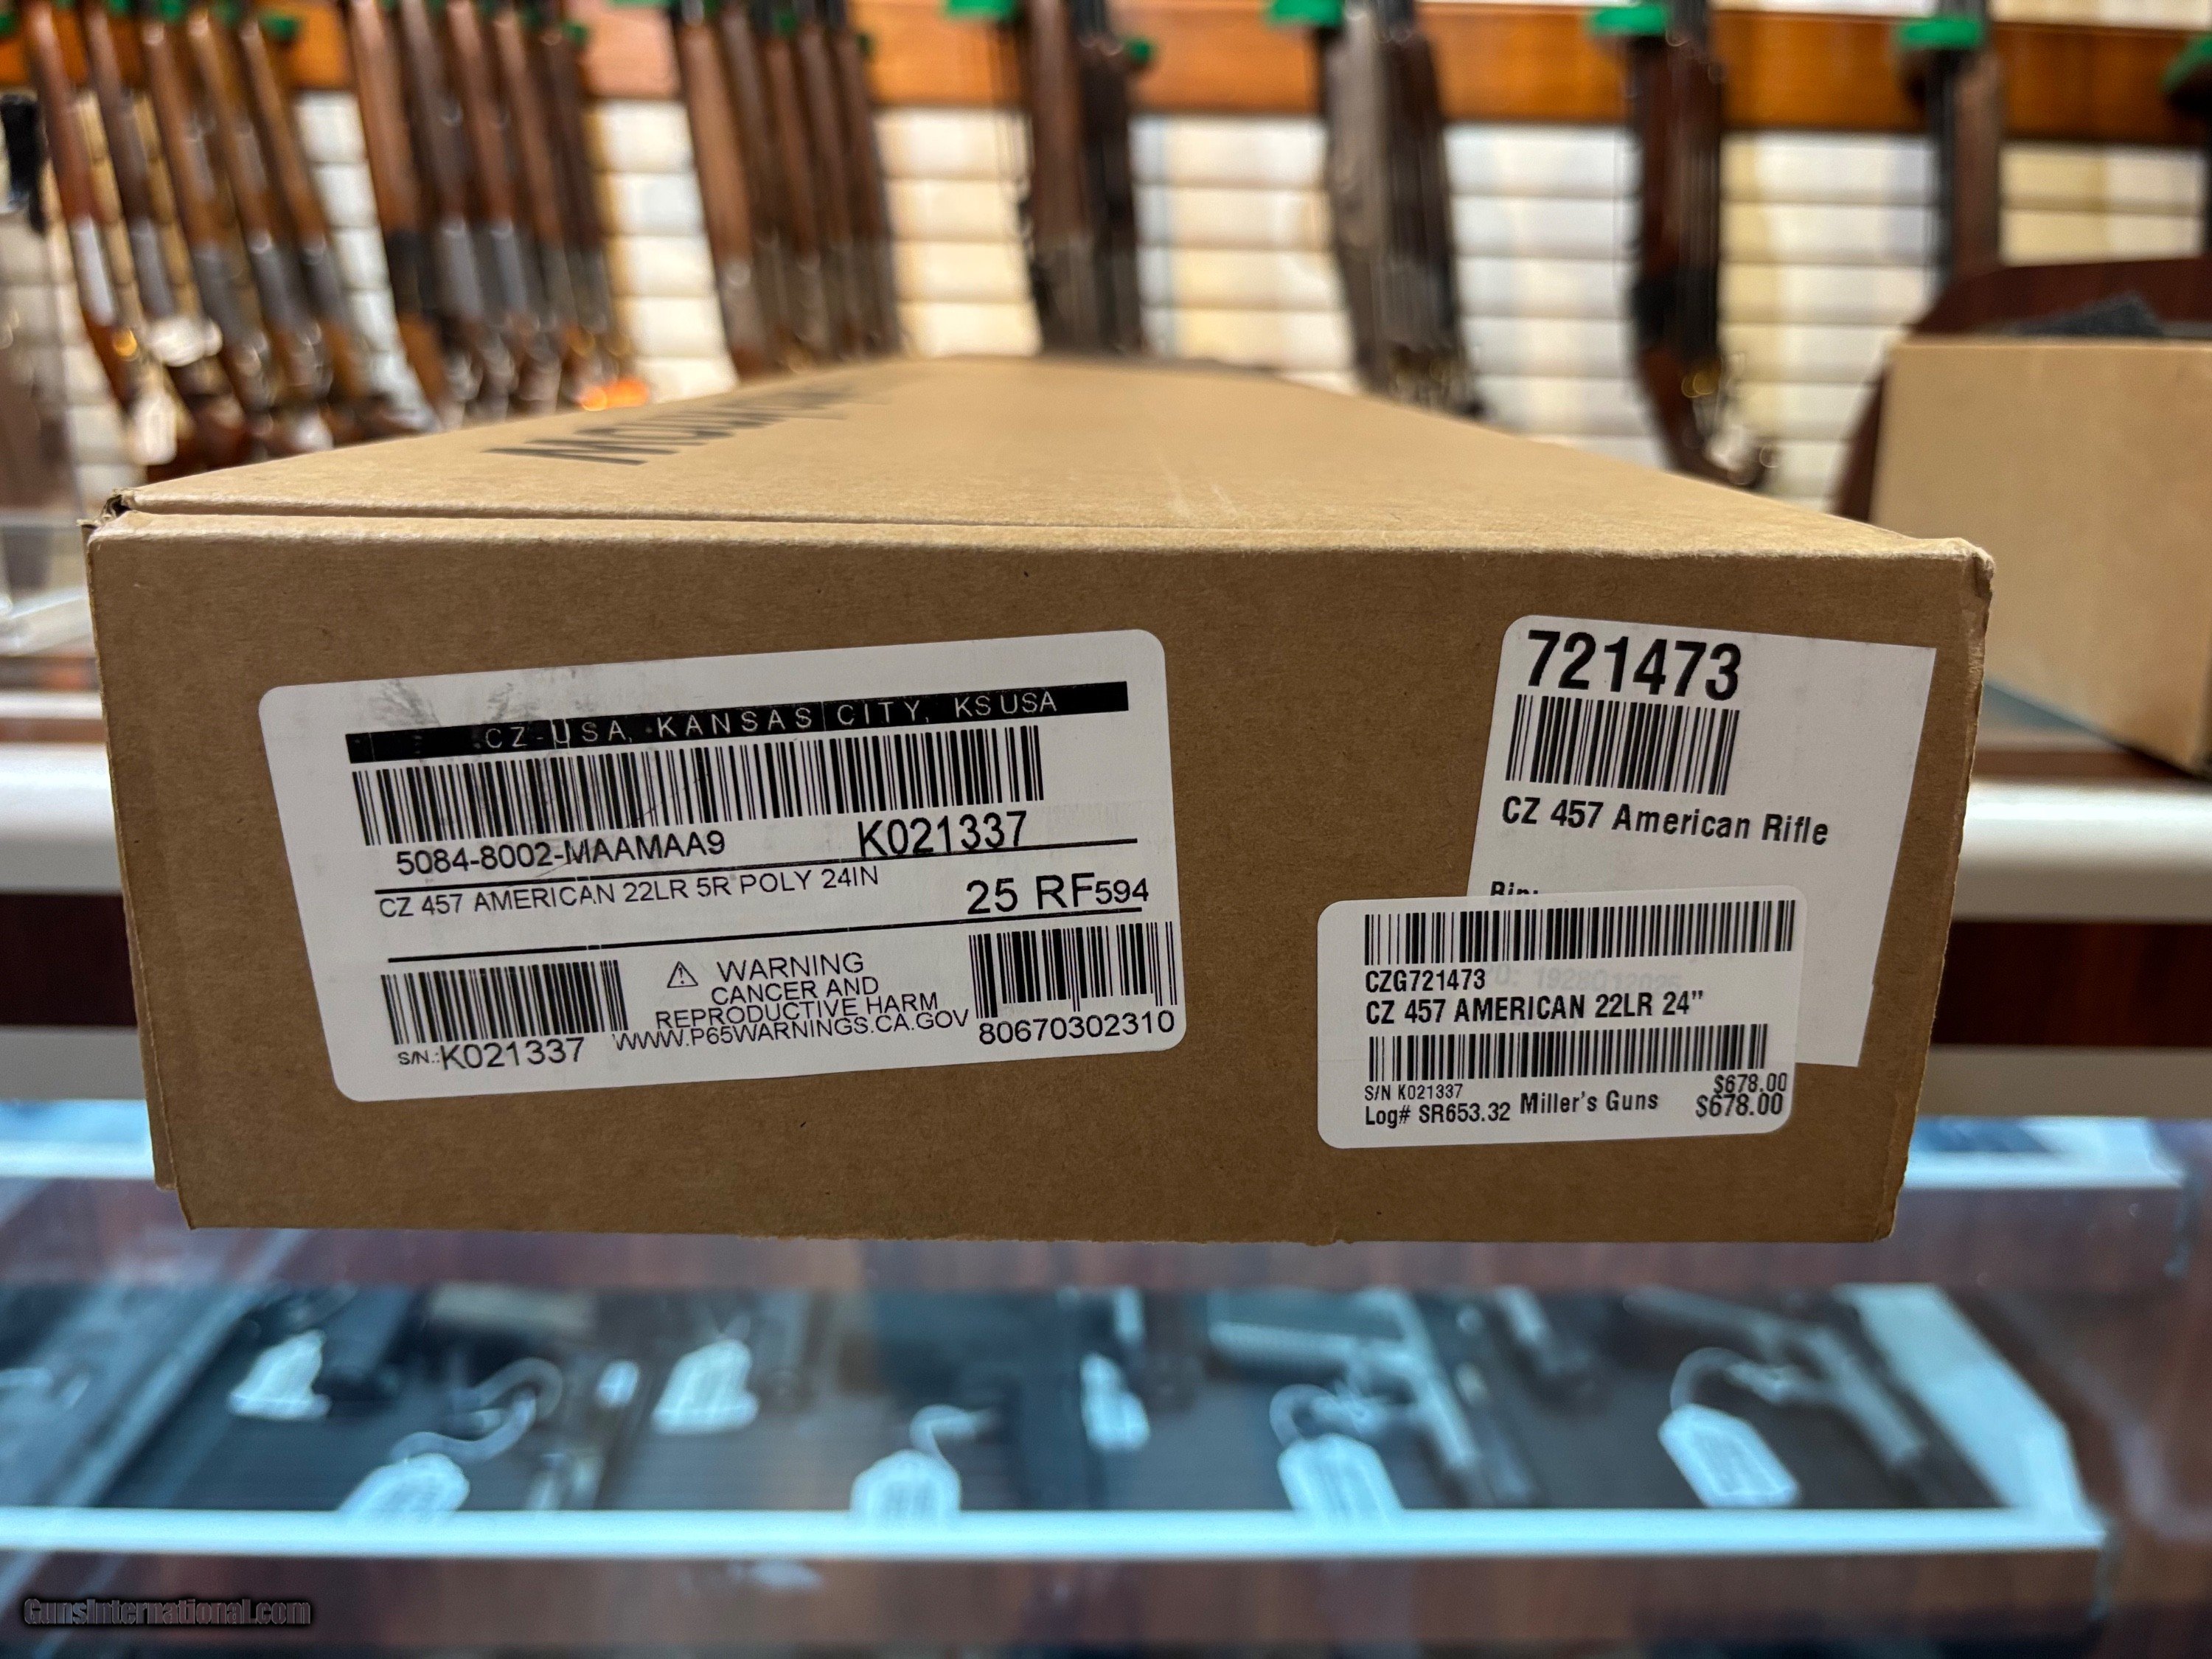 CZ-USA, KANSAS CITY, KS USA
5084-8002-MAAMAA9 K021337
CZ 457 AMERICAN 22LR 5R POLY 24IN
25 RF594
⚠ WARNING
CANCER AND
REPRODUCTIVE HARM
WWW.P65WARNINGS.CA.GOV
S/N.:K021337
80670302310
721473
CZ 457 American Rifle
Bin:
CZG721473
CZ 457 AMERICAN 22LR 24”
S/N K021337 $678.00
Log# SR653.32 Miller's Guns $678.00
GunsInternational.com